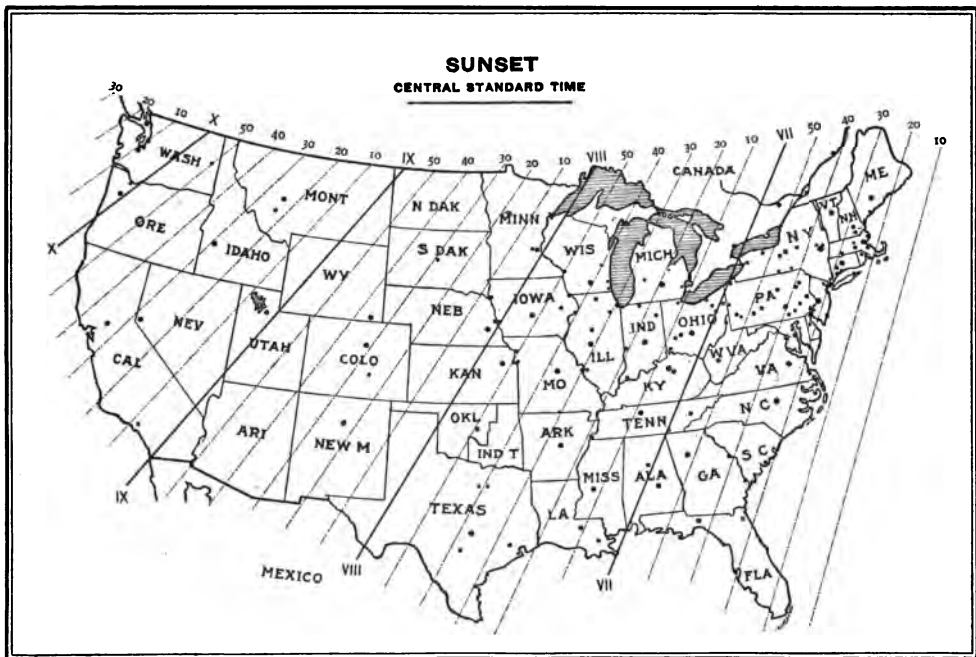 SUNSET
CENTRAL STANDARD TIME
30 20 10 X 50 40 30 20 10 IX 50 40 30 20 10 VIII 50 40 30 20 10 VII 50 40 30 20 10
CANADA
WASH
MONT
N DAK
MINN
ME
VT
NH
ORE
IDAHO
S DAK
WIS
MICH
NY
X
WY
IOWA
PA
NEV
NEB
ILL
IND
OHIO
CAL
UTAH
COLO
KAN
MO
KY
W VA
VA
ARI
NEW M
OKL
IND T
ARK
TENN
N C
S C
MISS
ALA
GA
IX
TEXAS
LA
MEXICO
VIII
VII
FLA